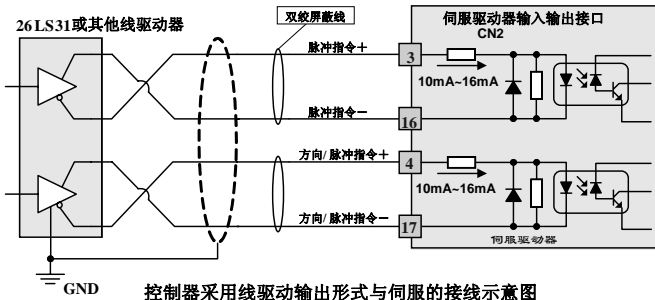 26LS31或其他线驱动器
双绞屏蔽线
伺服驱动器输入输出接口
CN2
脉冲指令+
3
10mA~16mA
脉冲指令−
16
方向/脉冲指令+
4
10mA~16mA
方向/脉冲指令−
17
伺服驱动器
GND
控制器采用线驱动输出形式与伺服的接线示意图